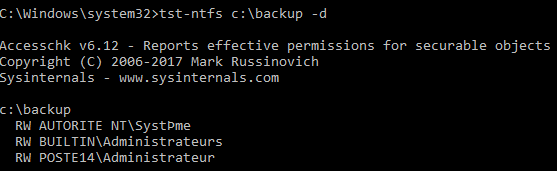 C:\Windows\system32>tst-ntfs c:\backup -d
Accesschk v6.12 - Reports effective permissions for securable objects
Copyright (C) 2006-2017 Mark Russinovich
Sysinternals - www.sysinternals.com
c:\backup
RW AUTORITE NT\SystÞme
RW BUILTIN\Administrateurs
RW POSTE14\Administrateur